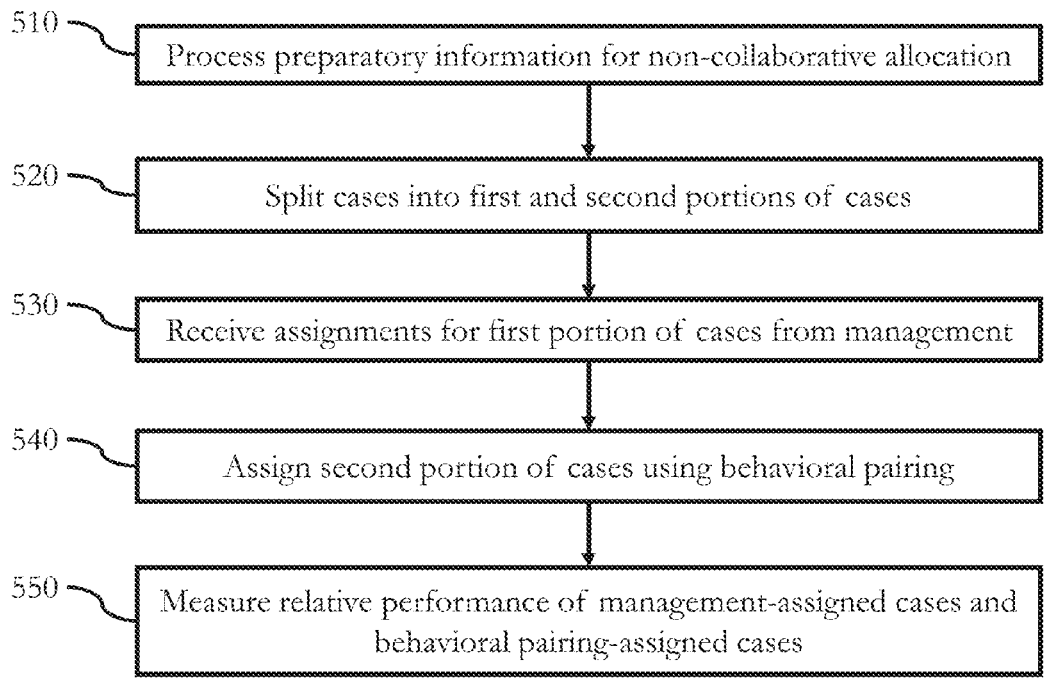 510
Process preparatory information for non-collaborative allocation
520
Split cases into first and second portions of cases
530
Receive assignments for first portion of cases from management
540
Assign second portion of cases using behavioral pairing
550
Measure relative performance of management-assigned cases and
behavioral pairing-assigned cases